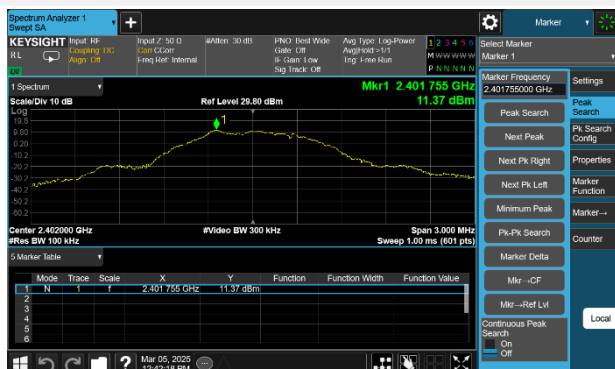 Spectrum Analyzer 1
Swept SA
+
Marker
KEYSIGHT
RL
Input: RF
Coupling: DC
Align: Off
Input Z: 50 Ω
Corr CCorr
Freq Ref: Internal
#Atten: 30 dB
PNO: Best Wide
Gate: Off
IF Gain: Low
Sig Track: Off
Avg Type: Log-Power
Avg|Hold:>1/1
Trig: Free Run
1 2 3 4 5 6
M W W W W W
P N N N N N
Select Marker
Marker 1
Marker Frequency
2.401755000 GHz
Settings
Peak Search
Peak
Search
Next Peak
Pk Search
Config
Next Pk Right
Properties
Next Pk Left
Marker
Function
Minimum Peak
Marker→
Pk-Pk Search
Counter
Marker Delta
Mkr→CF
Mkr→Ref Lvl
Continuous Peak
Search
On
Off
Local
1 Spectrum
Scale/Div 10 dB
Ref Level 29.80 dBm
Mkr1 2.401 755 GHz
11.37 dBm
Log
19.8
9.80
0.20
-10.2
-20.2
-30.2
-40.2
-50.2
-60.2
1
Center 2.402000 GHz
#Res BW 100 kHz
#Video BW 300 kHz
Span 3.000 MHz
Sweep 1.00 ms (601 pts)
5 Marker Table
Mode Trace Scale X Y Function Function Width Function Value
1 N 1 f 2.401 755 GHz 11.37 dBm
2
3
4
5
6
?
Mar 05, 2025
12:42:18 PM